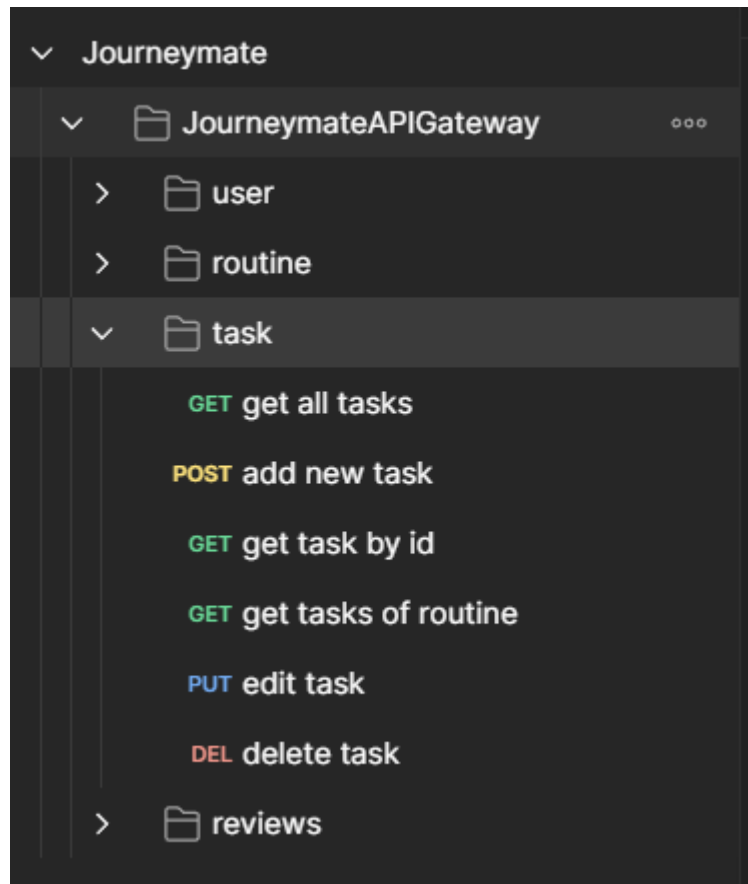 Journeymate
JourneymateAPIGateway
user
routine
task
GET get all tasks
POST add new task
GET get task by id
GET get tasks of routine
PUT edit task
DEL delete task
reviews